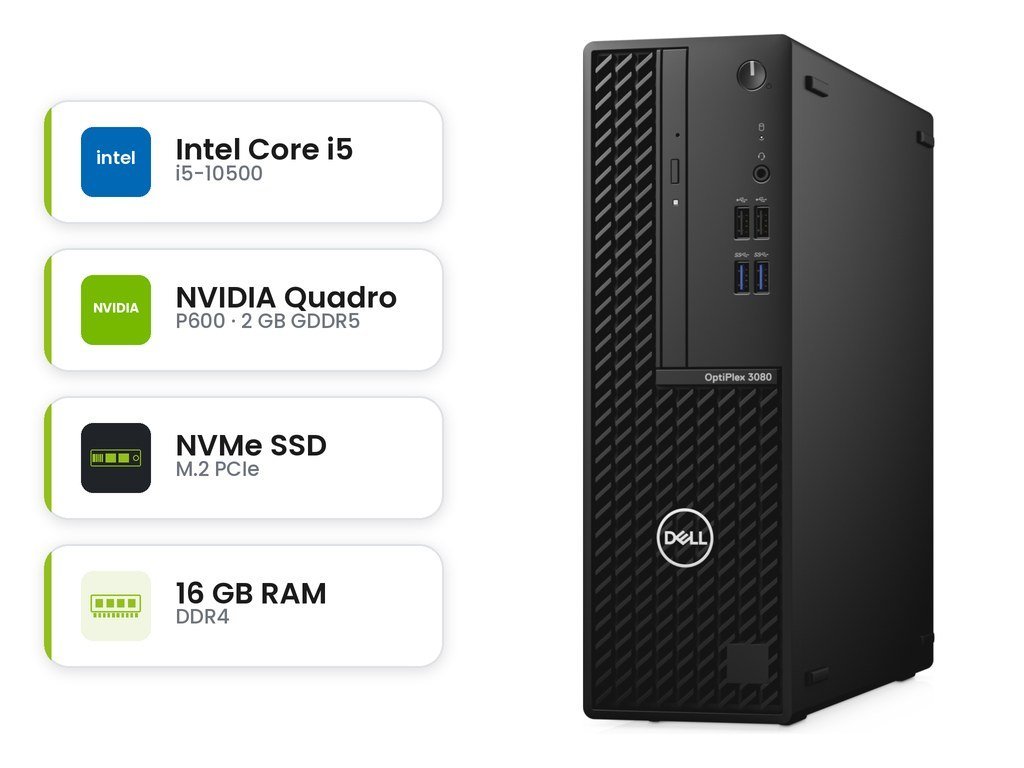 intel
Intel Core i5
i5-10500
NVIDIA
NVIDIA Quadro
P600 · 2 GB GDDR5
NVMe SSD
M.2 PCIe
16 GB RAM
DDR4
OptiPlex 3080
DELL